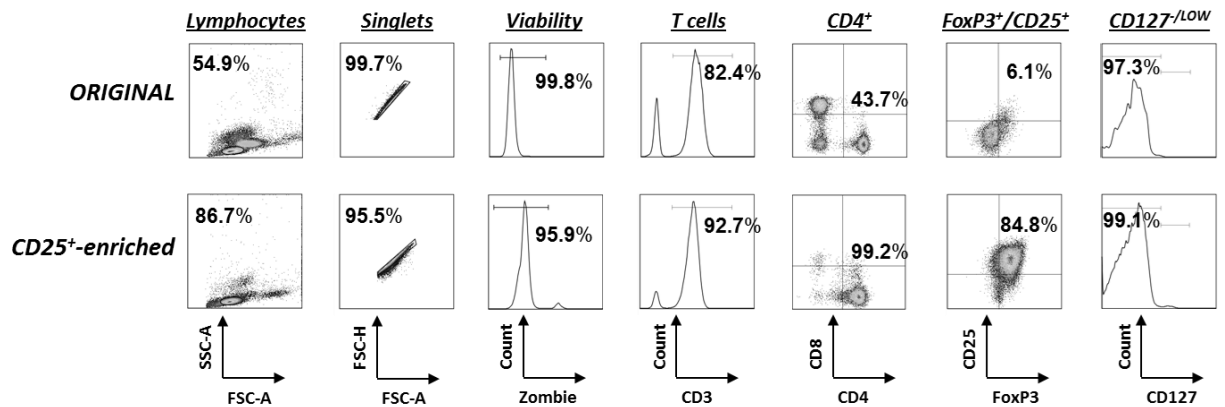 Lymphocytes Singlets Viability T cells CD4⁺ FoxP3⁺/CD25⁺ CD127⁻/LOW
ORIGINAL 54.9% 99.7% 99.8% 82.4% 43.7% 6.1% 97.3%
CD25⁺-enriched 86.7% 95.5% 95.9% 92.7% 99.2% 84.8% 99.1%
SSC-A FSC-H Count Count CD8 CD25 Count
FSC-A FSC-A Zombie CD3 CD4 FoxP3 CD127